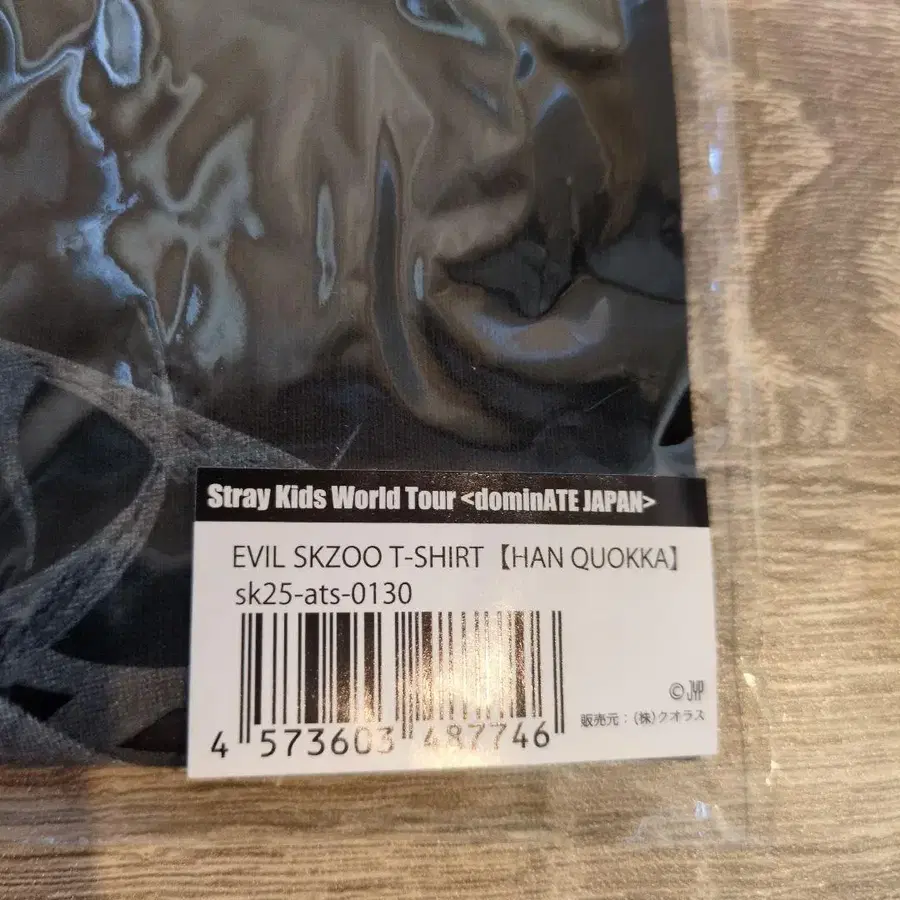 Stray Kids World Tour <dominATE JAPAN>
EVIL SKZOO T-SHIRT【HAN QUOKKA】
sk25-ats-0130
4 573603 487746
© JYP
販売元：（株）クオラス